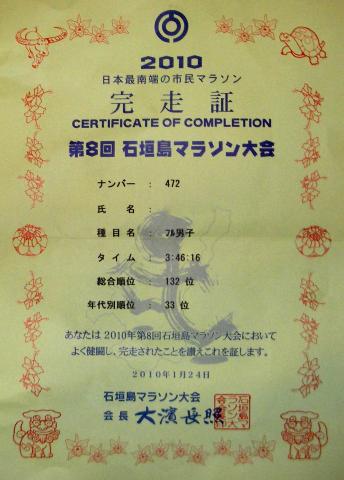 2010
日本最南端の市民マラソン
完走証
CERTIFICATE OF COMPLETION
第8回 石垣島マラソン大会
ナンバー : 472
氏名 :
種目名 : フル男子
タイム : 3:46:16
総合順位 : 132 位
年代別順位 : 33 位
あなたは 2010年第8回石垣島マラソン大会において
よく健闘し、完走されたことを讃えこれを証します。
2010年1月24日
石垣島マラソン大会
会長 大濵長照